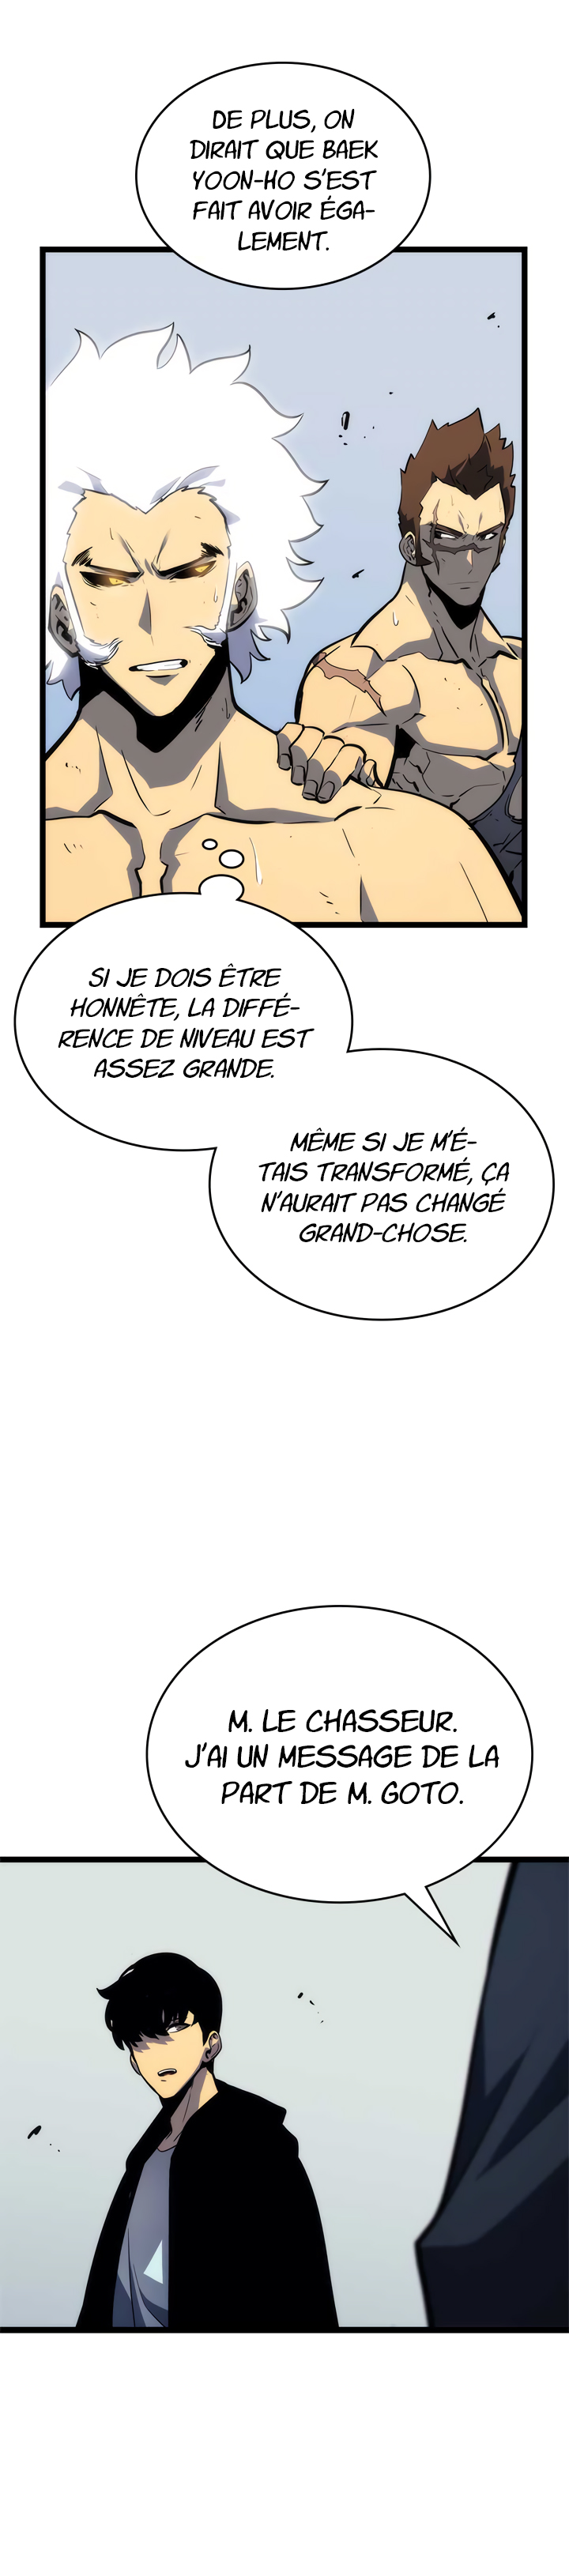 DE PLUS, ON
DIRAIT QUE BAEK
YOON-HO S'EST
FAIT AVOIR ÉGA-
LEMENT.
SI JE DOIS ÊTRE
HONNÊTE, LA DIFFÉ-
RENCE DE NIVEAU EST
ASSEZ GRANDE.
MÊME SI JE M'É-
TAIS TRANSFORMÉ, ÇA
N'AURAIT PAS CHANGÉ
GRAND-CHOSE.
M. LE CHASSEUR.
J'AI UN MESSAGE DE LA
PART DE M. GOTO.